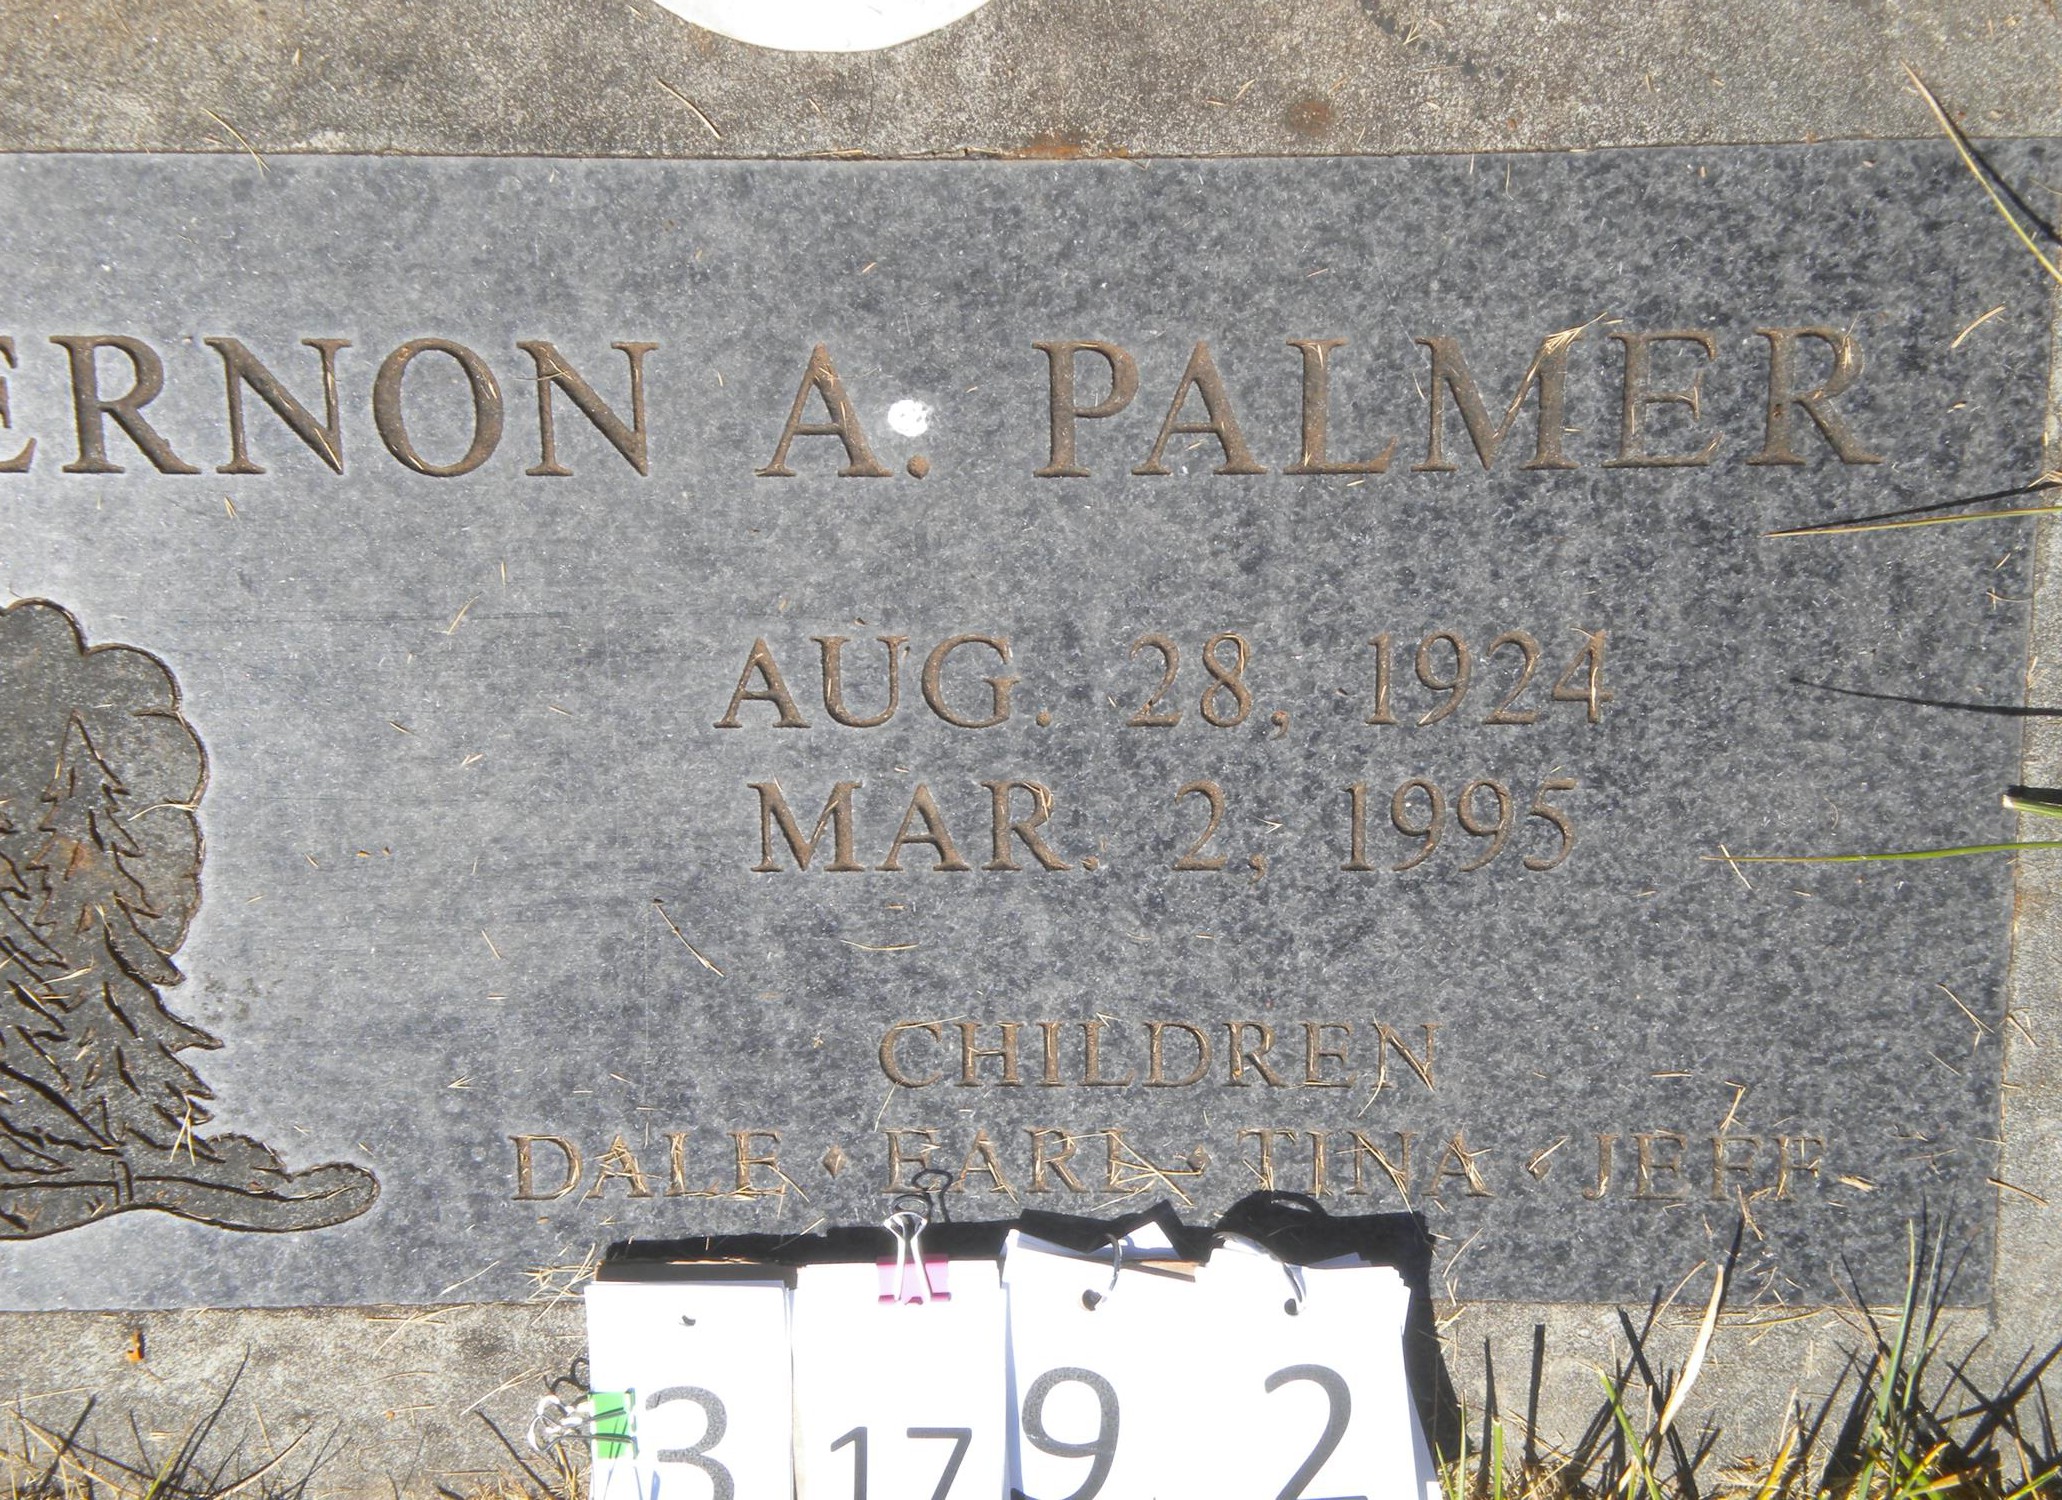 ERNON A. PALMER
AUG. 28, 1924
MAR. 2, 1995
CHILDREN
DALE · EARL · TINA · JEFF
3 17 9 2